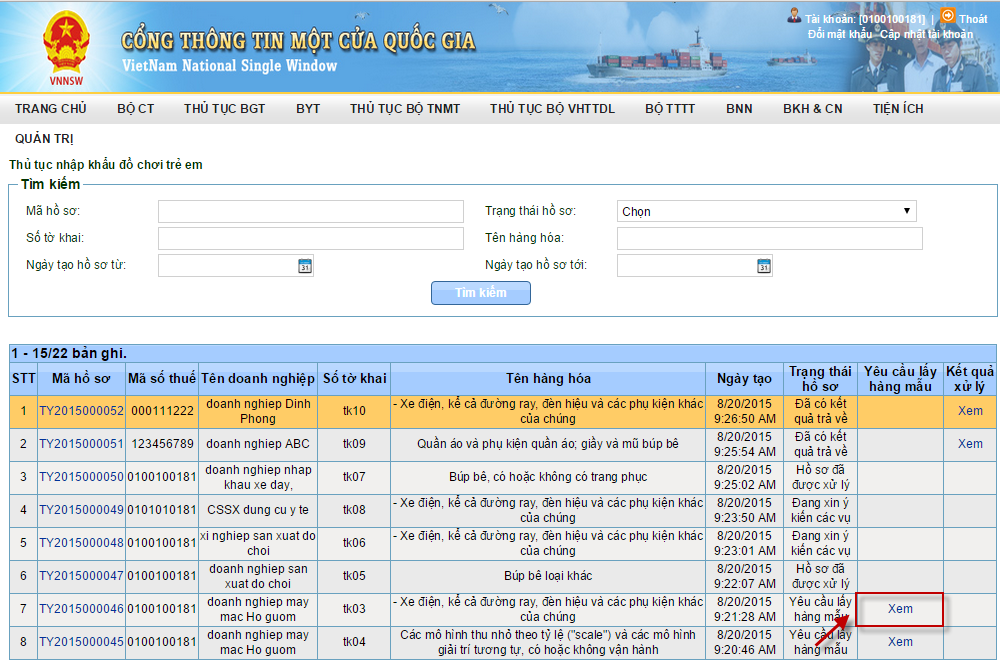 CỔNG THÔNG TIN MỘT CỬA QUỐC GIA
VietNam National Single Window
VNNSW
Tài khoản: [0100100181] | Thoát
Đổi mật khẩu Cập nhật tài khoản
TRANG CHỦ BỘ CT THỦ TỤC BGT BYT THỦ TỤC BỘ TNMT THỦ TỤC BỘ VHTTDL BỘ TTTT BNN BKH & CN TIỆN ÍCH
QUẢN TRỊ
Thủ tục nhập khẩu đồ chơi trẻ em
Tìm kiếm
Mã hồ sơ: Trạng thái hồ sơ: Chọn
Số tờ khai: Tên hàng hóa:
Ngày tạo hồ sơ từ: 31 Ngày tạo hồ sơ tới: 31
Tìm kiếm
1 - 15/22 bản ghi.
STT Mã hồ sơ Mã số thuế Tên doanh nghiệp Số tờ khai Tên hàng hóa Ngày tạo Trạng thái hồ sơ Yêu cầu lấy hàng mẫu Kết quả xử lý
1 TY2015000052 000111222 doanh nghiep Dinh Phong tk10 - Xe điện, kể cả đường ray, đèn hiệu và các phụ kiện khác của chúng 8/20/2015 9:26:50 AM Đã có kết quả trả về Xem
2 TY2015000051 123456789 doanh nghiep ABC tk09 Quần áo và phụ kiện quần áo; giầy và mũ búp bê 8/20/2015 9:25:54 AM Đã có kết quả trả về Xem
3 TY2015000050 0100100181 doanh nghiep nhap khau xe day, tk07 Búp bê, có hoặc không có trang phục 8/20/2015 9:25:02 AM Hồ sơ đã được xử lý
4 TY2015000049 0101010181 CSSX dung cu y te tk08 - Xe điện, kể cả đường ray, đèn hiệu và các phụ kiện khác của chúng 8/20/2015 9:23:50 AM Đang xin ý kiến các vụ
5 TY2015000048 0100100181 xi nghiep san xuat do choi tk06 - Xe điện, kể cả đường ray, đèn hiệu và các phụ kiện khác của chúng 8/20/2015 9:23:01 AM Đang xin ý kiến các vụ
6 TY2015000047 0100100181 doanh nghiep san xuat do choi tk05 Búp bê loại khác 8/20/2015 9:22:07 AM Hồ sơ đã được xử lý
7 TY2015000046 0100100181 doanh nghiep may mac Ho guom tk03 - Xe điện, kể cả đường ray, đèn hiệu và các phụ kiện khác của chúng 8/20/2015 9:21:28 AM Yêu cầu lấy hàng mẫu Xem
8 TY2015000045 0100100181 doanh nghiep may mac Ho guom tk04 Các mô hình thu nhỏ theo tỷ lệ ("scale") và các mô hình giải trí tương tự, có hoặc không vận hành 8/20/2015 9:20:46 AM Yêu cầu lấy hàng mẫu Xem